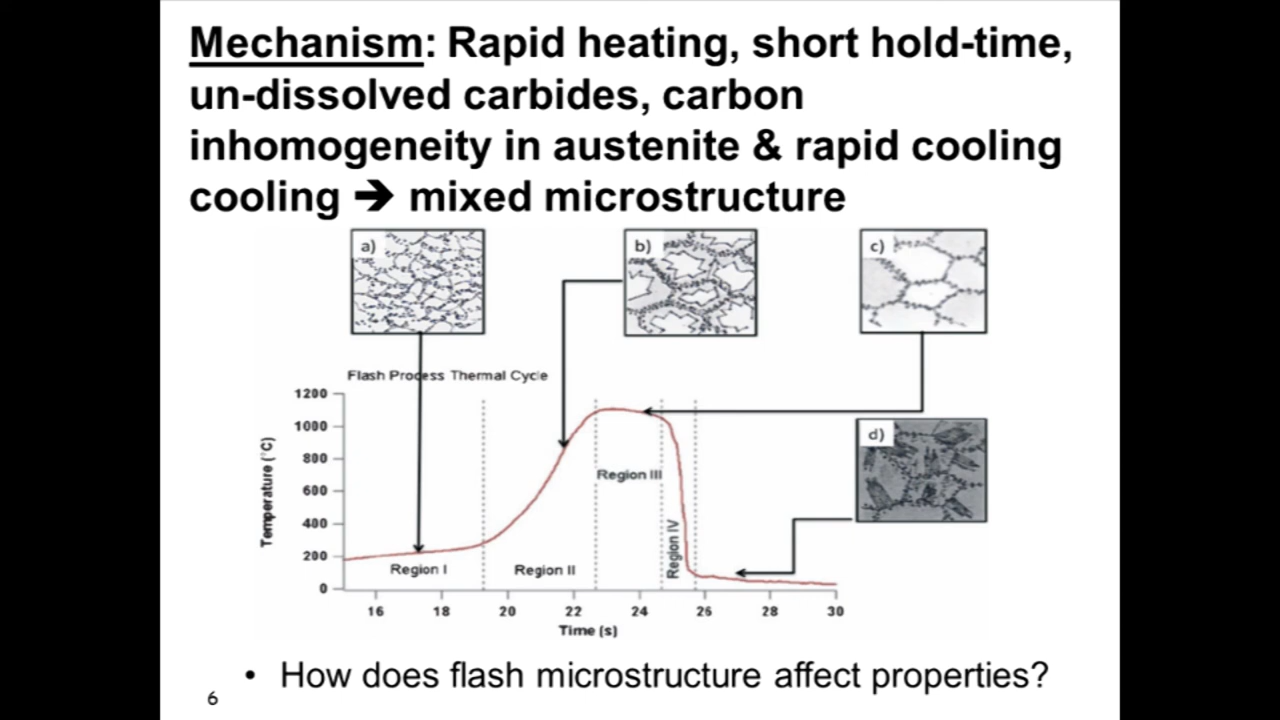 Mechanism: Rapid heating, short hold-time,
un-dissolved carbides, carbon
inhomogeneity in austenite & rapid cooling
cooling ➔ mixed microstructure
a)
b)
c)
Flash Process Thermal Cycle
1200
1000
800
600
400
200
0
Temperature (°C)
d)
Region I
Region II
Region III
Region IV
16
18
20
22
24
26
28
30
Time (s)
• How does flash microstructure affect properties?
6